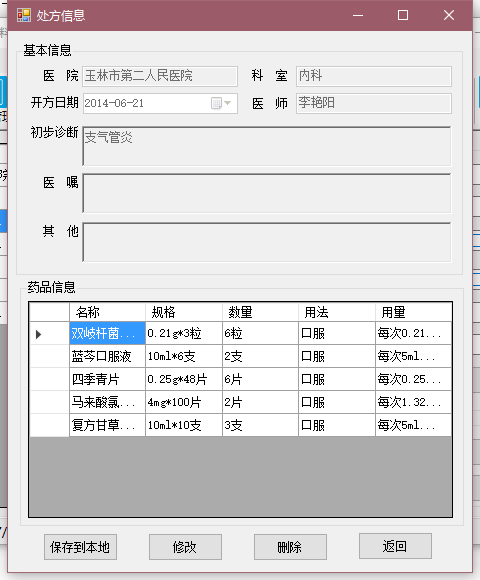 处方信息
基本信息
医 院 玉林市第二人民医院 科 室 内科
开方日期 2014-06-21 医 师 李艳阳
初步诊断 支气管炎
医 嘱
其 他
药品信息
名称 规格 数量 用法 用量
双岐杆菌... 0.21g*3粒 6粒 口服 每次0.21...
蓝芩口服液 10ml*6支 2支 口服 每次5ml...
四季青片 0.25g*48片 6片 口服 每次0.25...
马来酸氯... 4mg*100片 2片 口服 每次1.32...
复方甘草... 10ml*10支 3支 口服 每次5ml...
保存到本地 修改 删除 返回